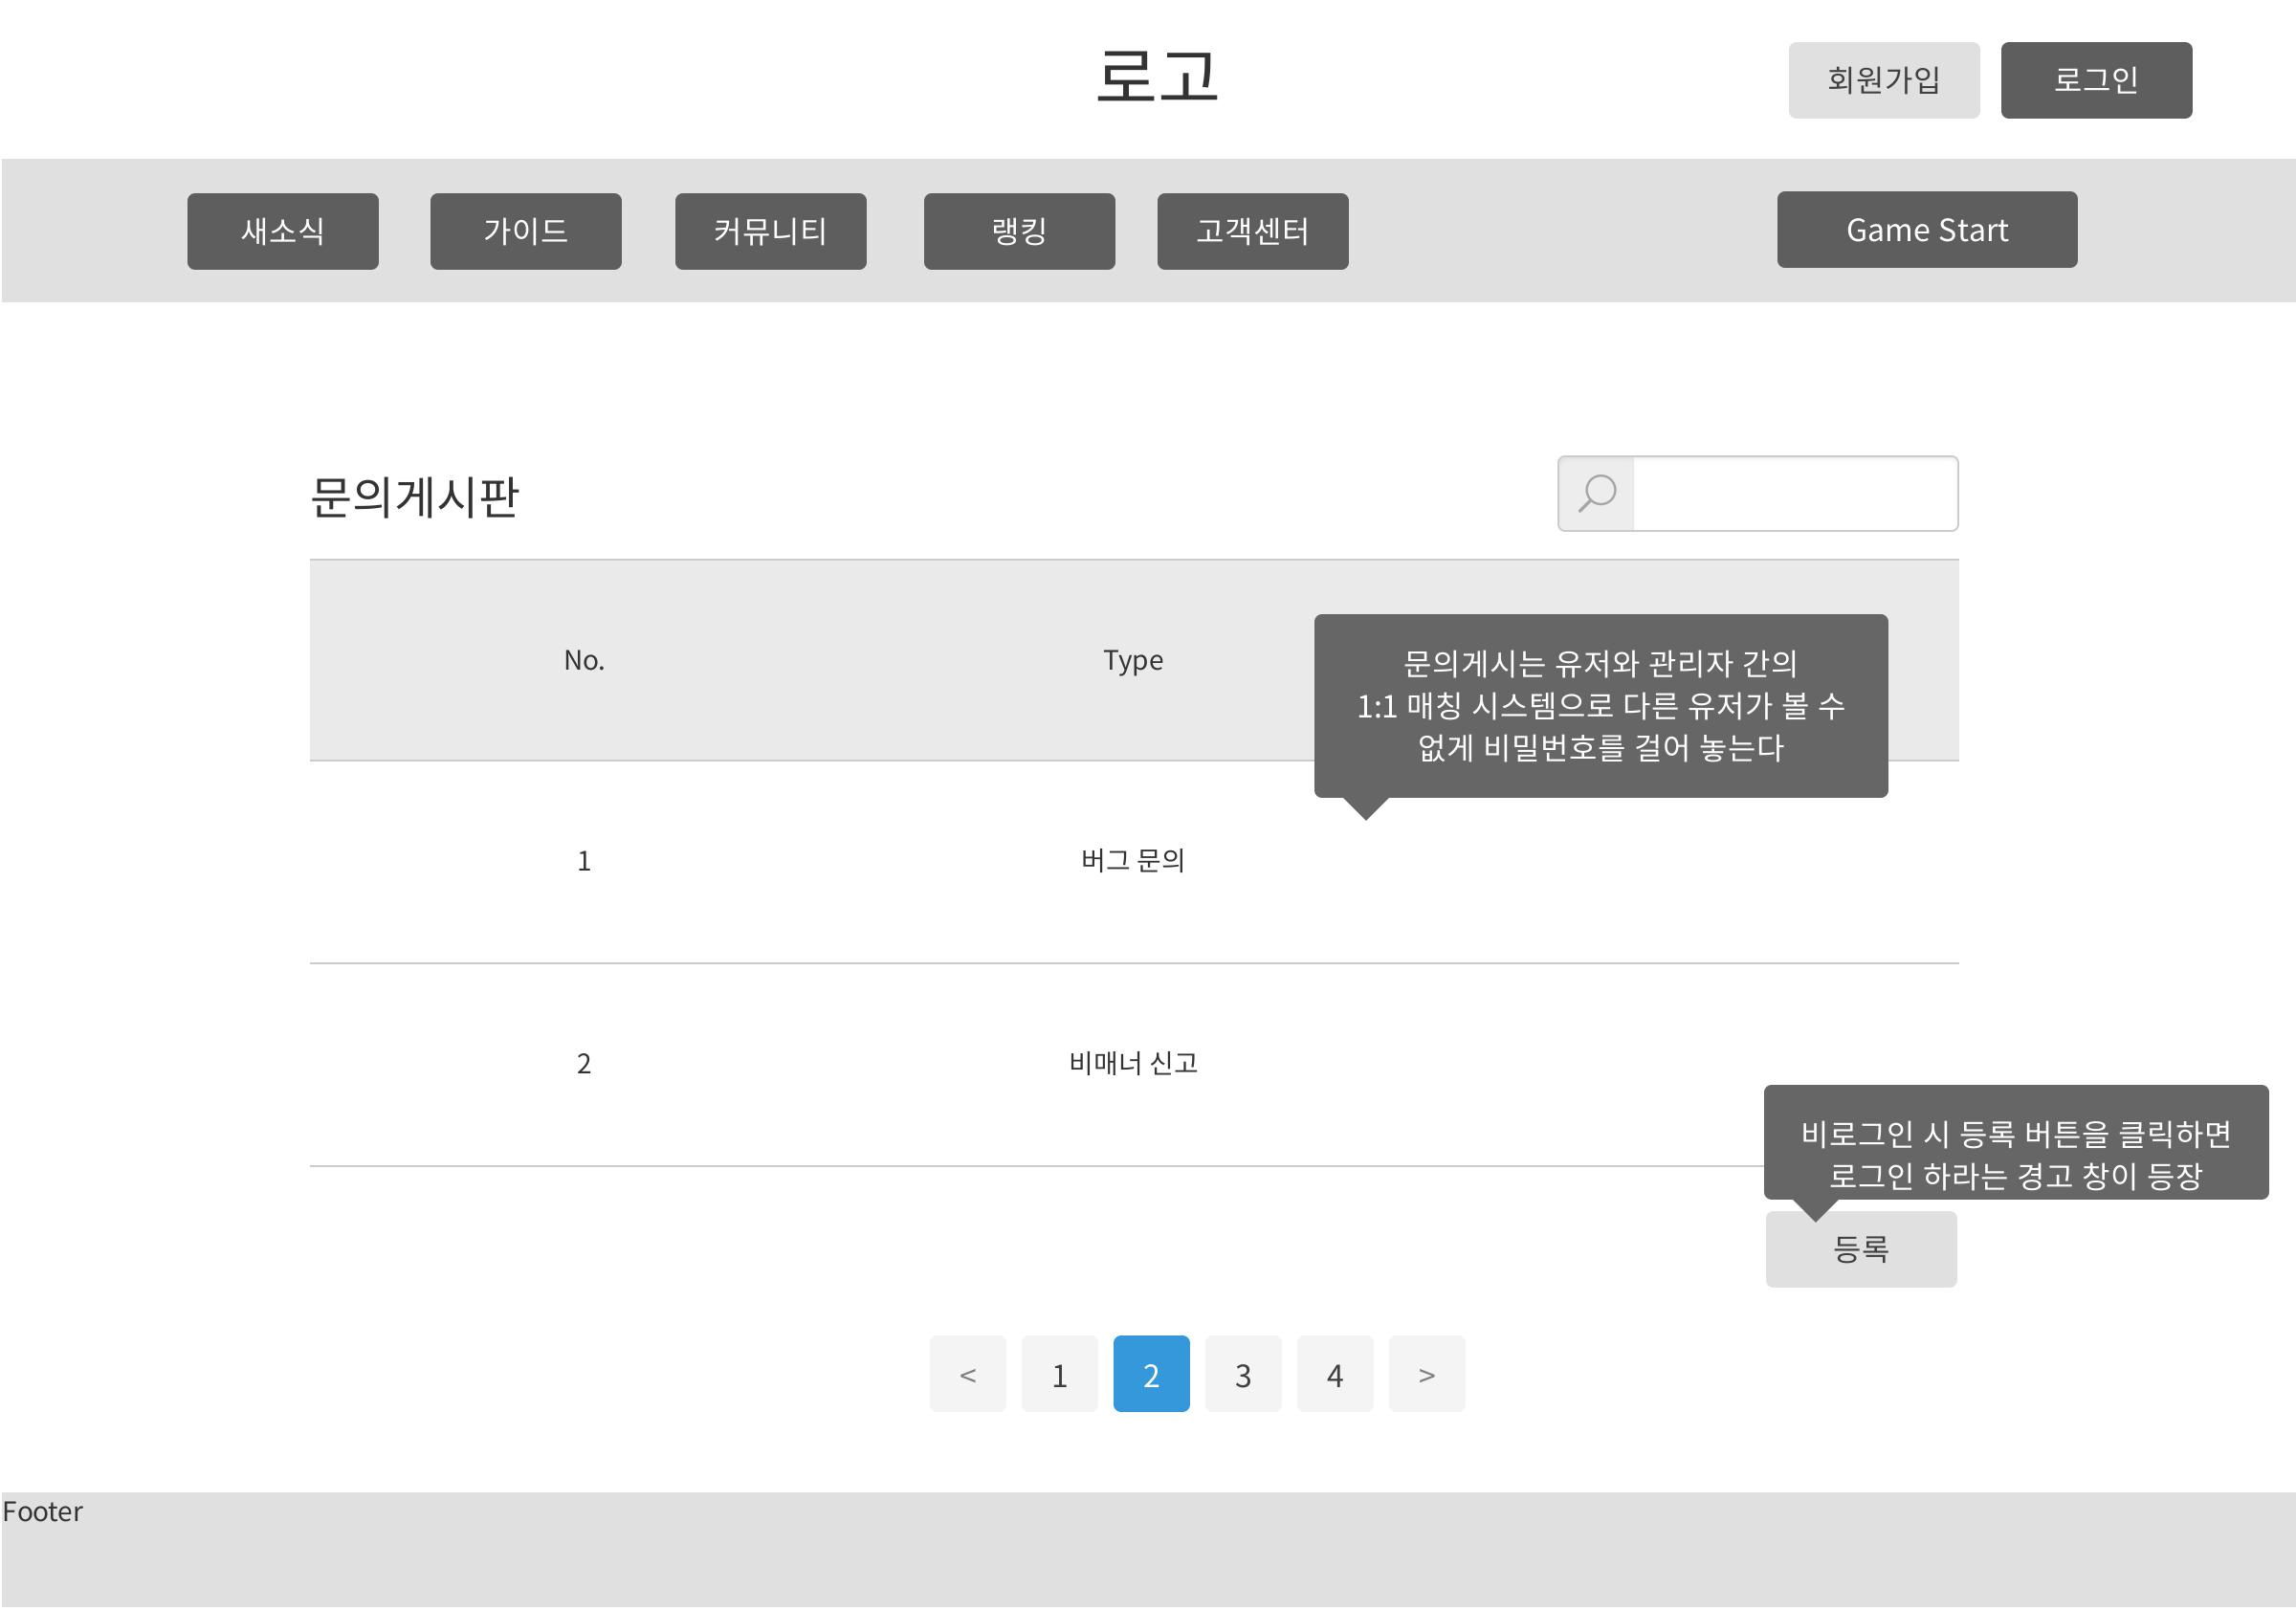 로고
회원가입
로그인
새소식
가이드
커뮤니티
랭킹
고객센터
Game Start
문의게시판
No.
Type
문의게시는 유저와 관리자 간의
1:1 매칭 시스템으로 다른 유저가 볼 수
없게 비밀번호를 걸어 놓는다
1
버그 문의
2
비매너 신고
비로그인 시 등록 버튼을 클릭하면
로그인 하라는 경고 창이 등장
등록
< 1 2 3 4 >
Footer